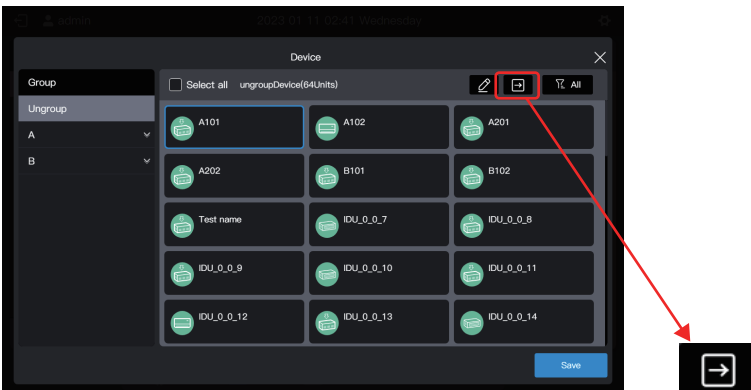 admin
2023-01-11 02:41 Wednesday
Device
Group
Select all ungroupDevice(64Units)
All
Ungroup
A
B
A101
A102
A201
A202
B101
B102
Test name
IDU_0_0_7
IDU_0_0_8
IDU_0_0_9
IDU_0_0_10
IDU_0_0_11
IDU_0_0_12
IDU_0_0_13
IDU_0_0_14
Save